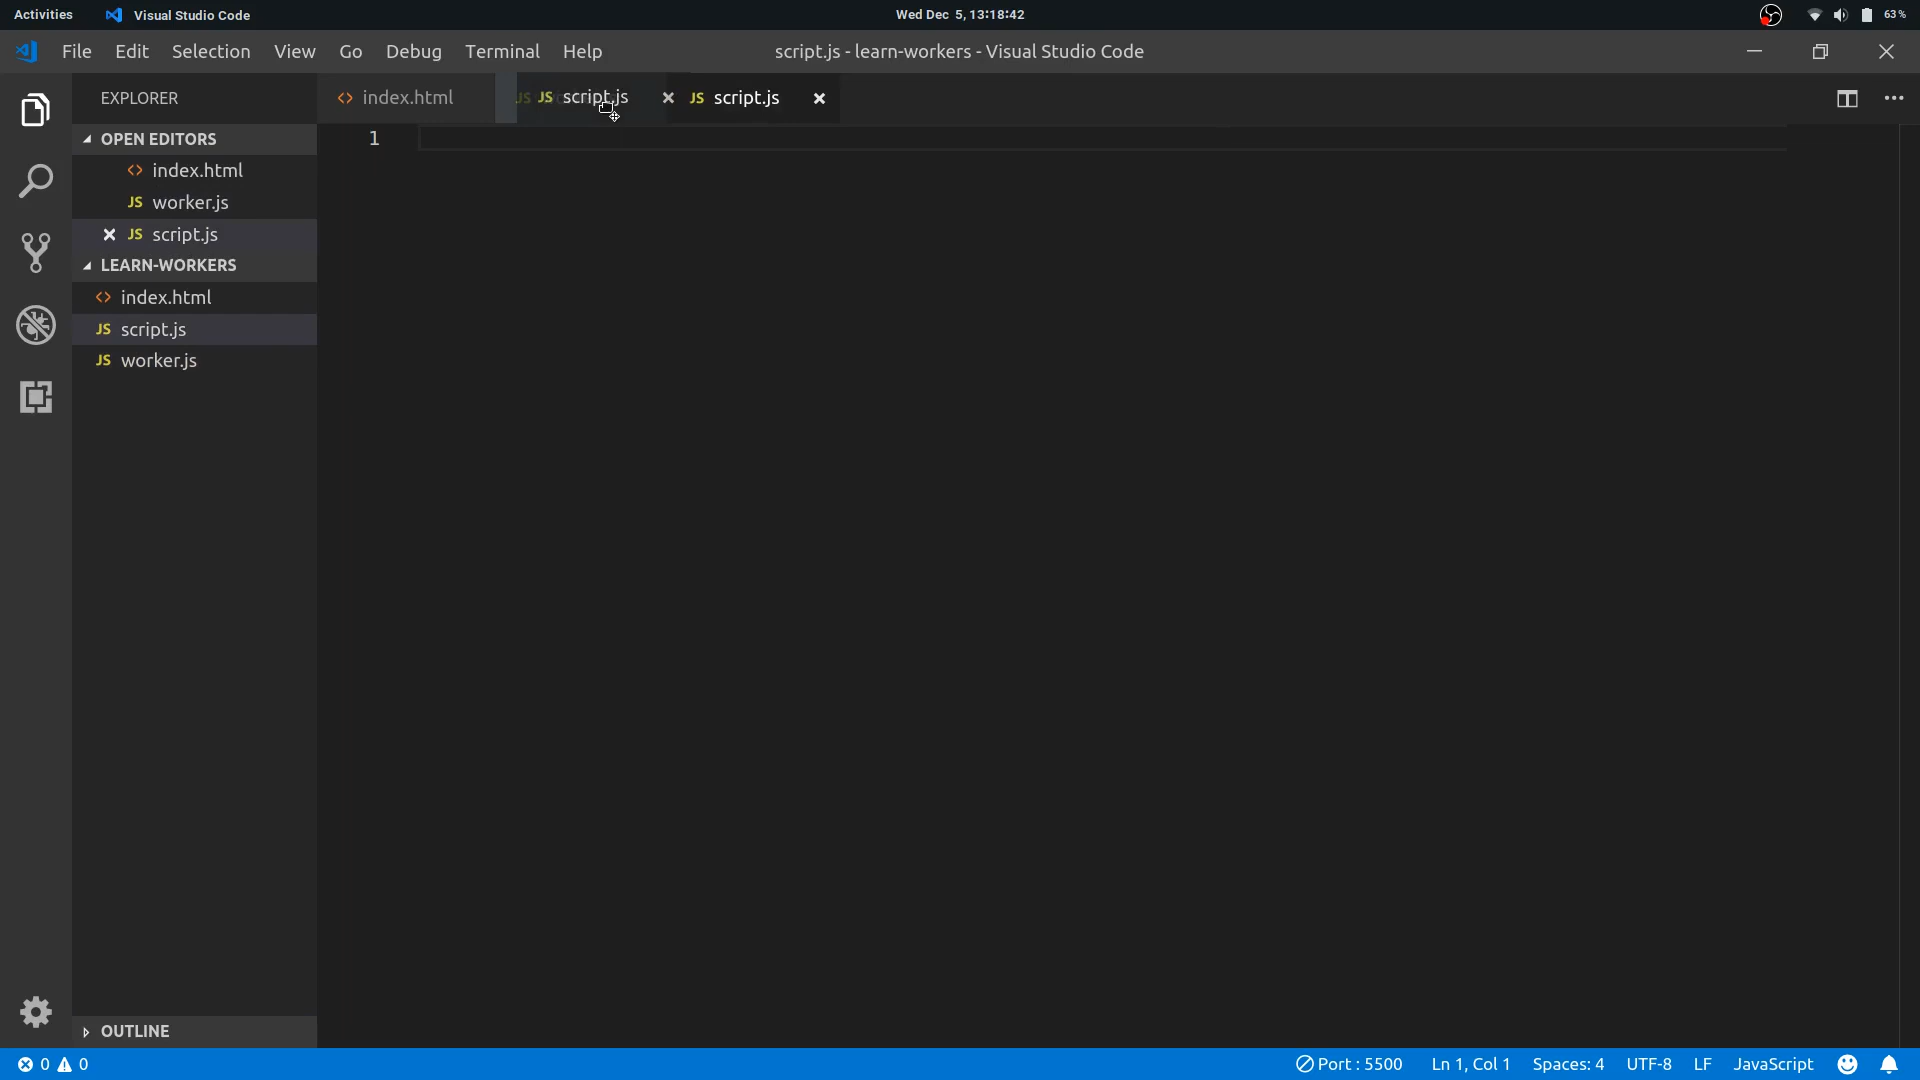 Activities Visual Studio Code Wed Dec 5, 13:18:42 63%
File Edit Selection View Go Debug Terminal Help script.js - learn-workers - Visual Studio Code
EXPLORER index.html JS JS script.js JS script.js
OPEN EDITORS
index.html
JS worker.js
JS script.js
LEARN-WORKERS
index.html
JS script.js
JS worker.js
1
OUTLINE
0 0 Port : 5500 Ln 1, Col 1 Spaces: 4 UTF-8 LF JavaScript